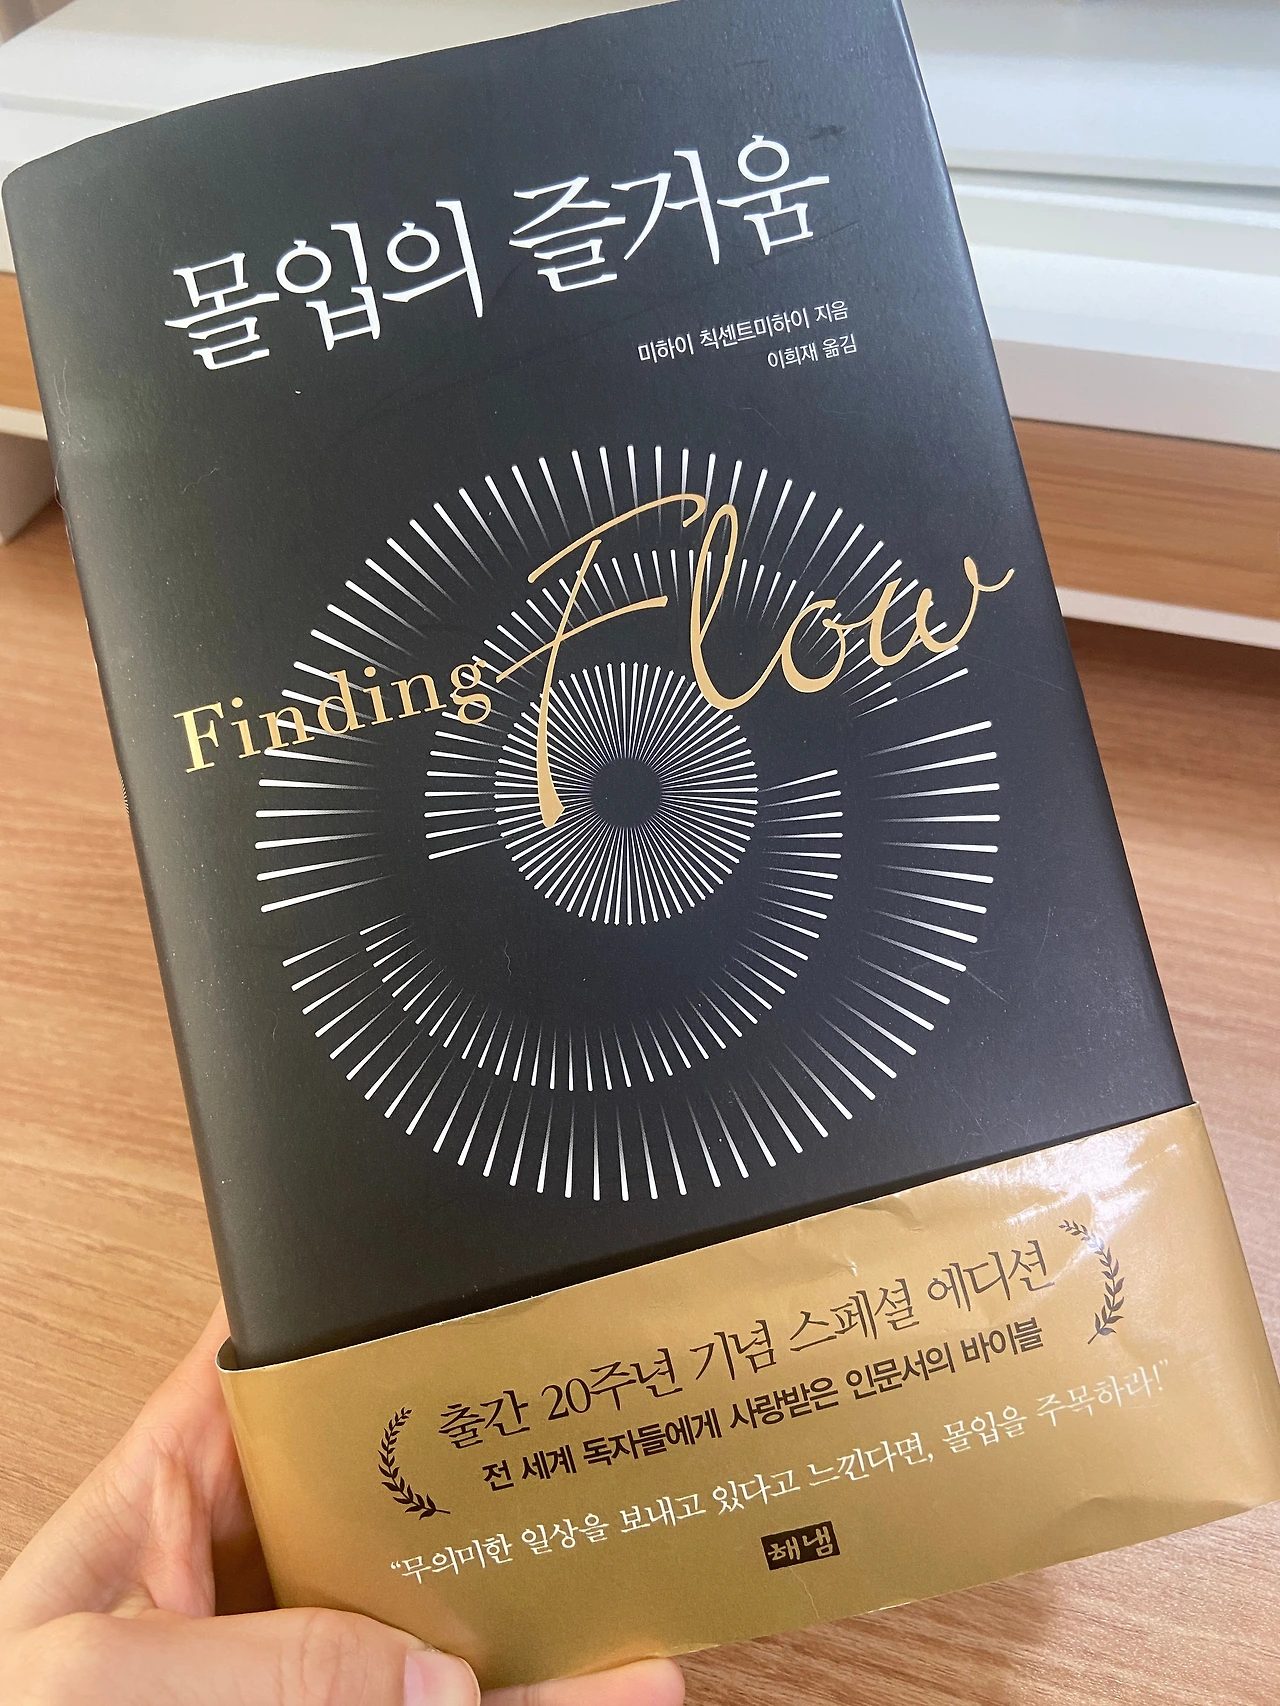 몰입의 즐거움
미하이 칙센트미하이 지음
이희재 옮김
Finding Flow
출간 20주년 기념 스페셜 에디션
전 세계 독자들에게 사랑받은 인문서의 바이블
“무의미한 일상을 보내고 있다고 느낀다면, 몰입을 주목하라!”
해냄